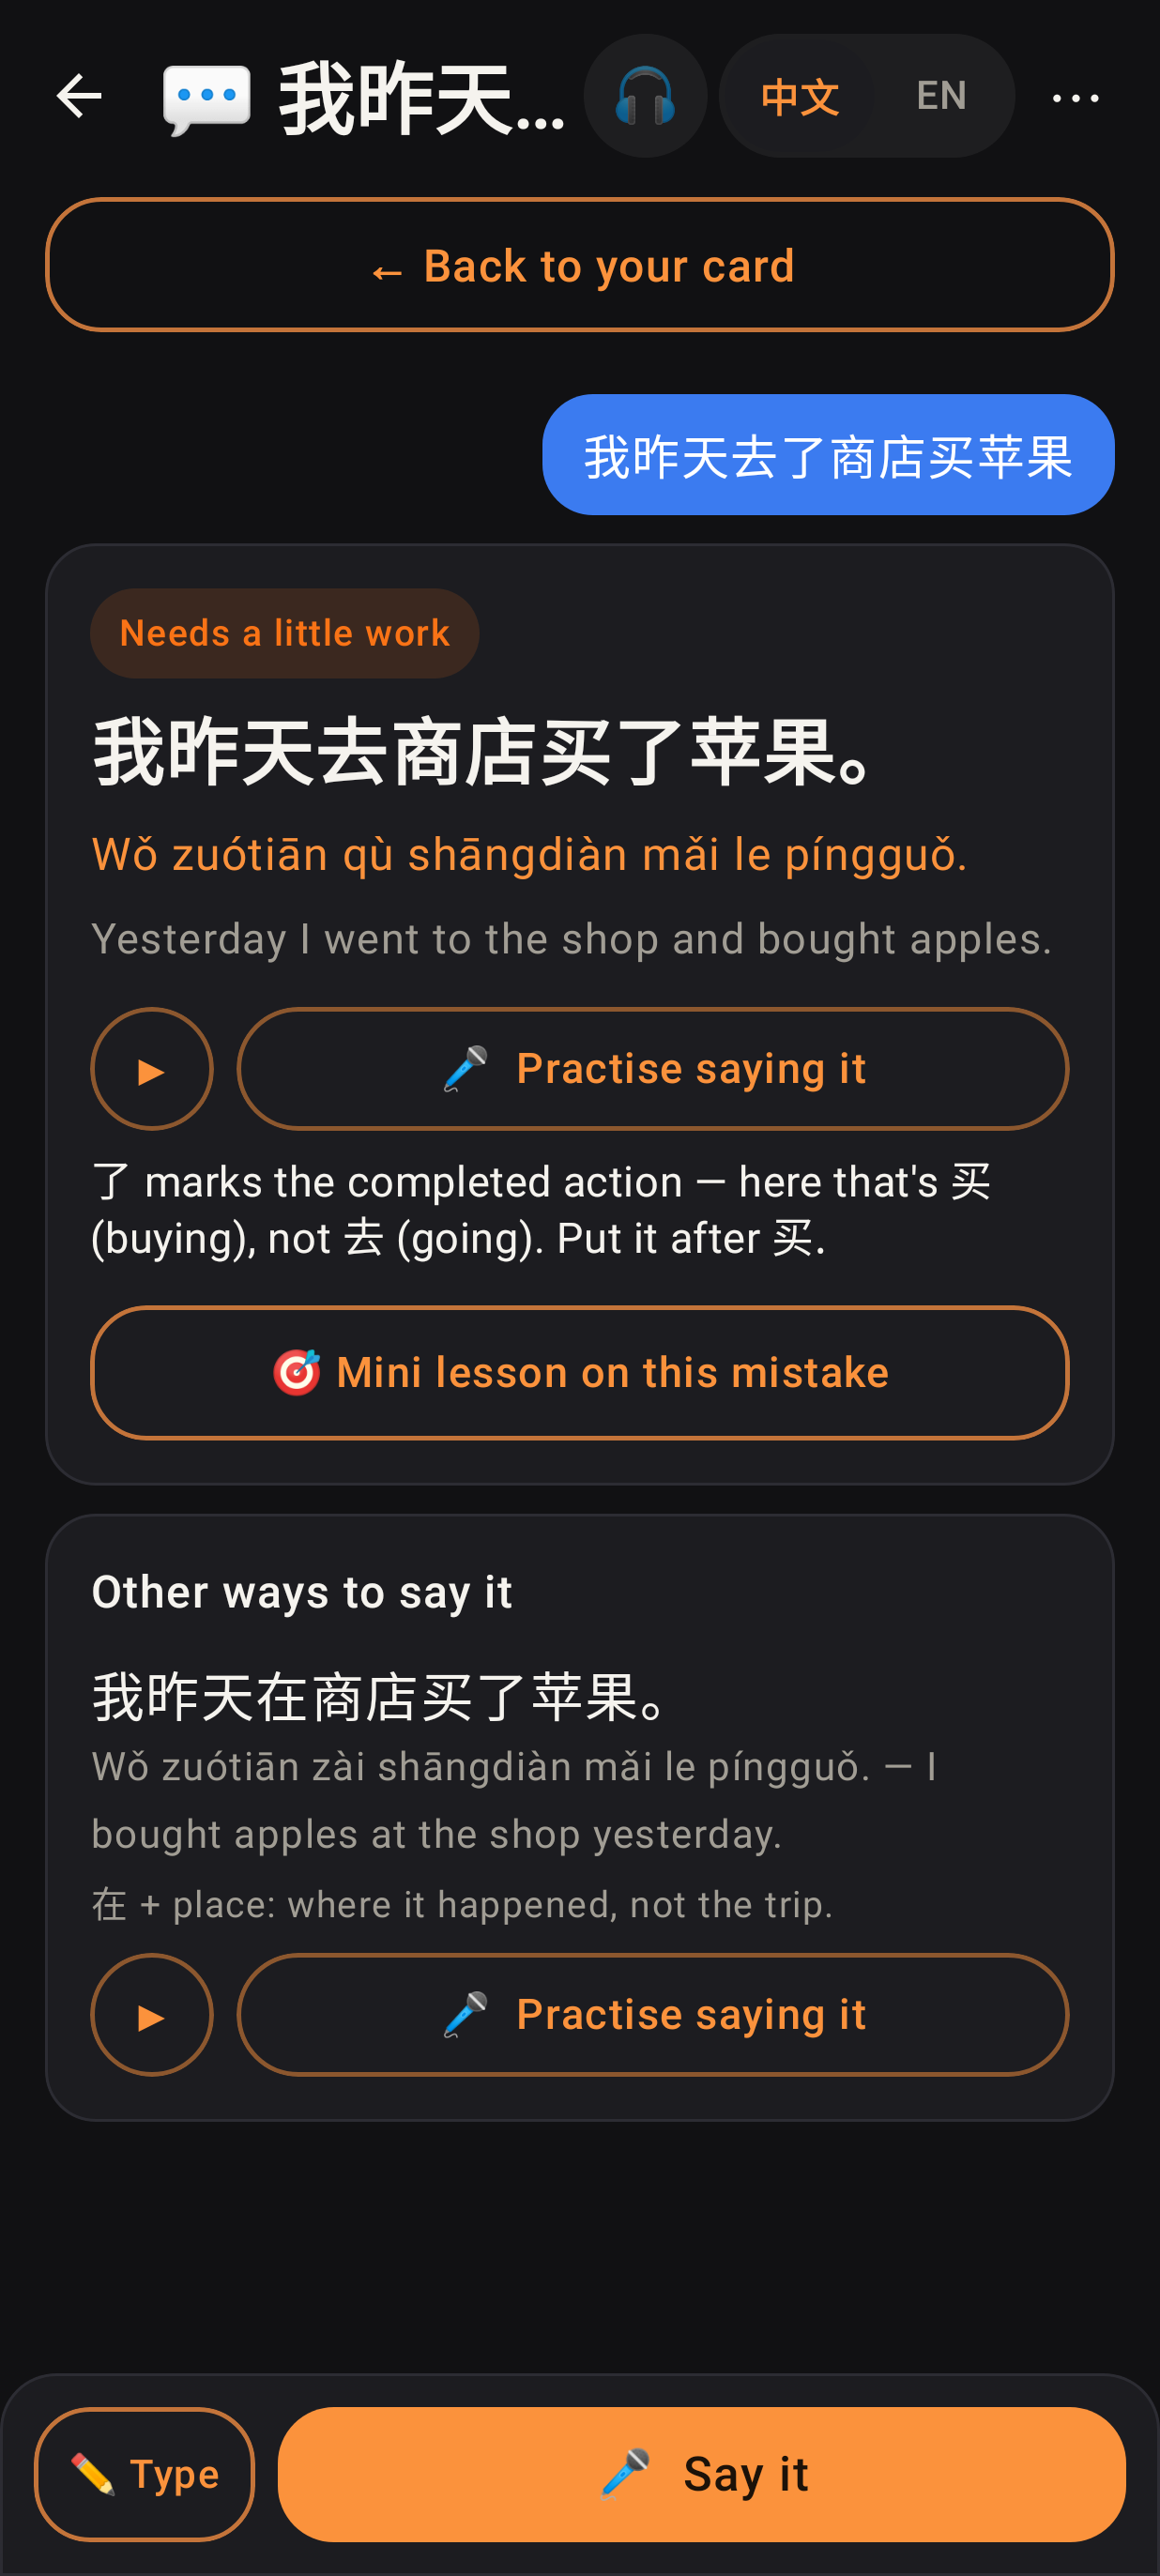 我昨天...
中文
EN
← Back to your card
我昨天去了商店买苹果
Needs a little work
我昨天去商店买了苹果。
Wǒ zuótiān qù shāngdiàn mǎi le píngguǒ.
Yesterday I went to the shop and bought apples.
Practise saying it
了 marks the completed action — here that's 买
(buying), not 去 (going). Put it after 买.
Mini lesson on this mistake
Other ways to say it
我昨天在商店买了苹果。
Wǒ zuótiān zài shāngdiàn mǎi le píngguǒ. — I
bought apples at the shop yesterday.
在 + place: where it happened, not the trip.
Practise saying it
Type
Say it